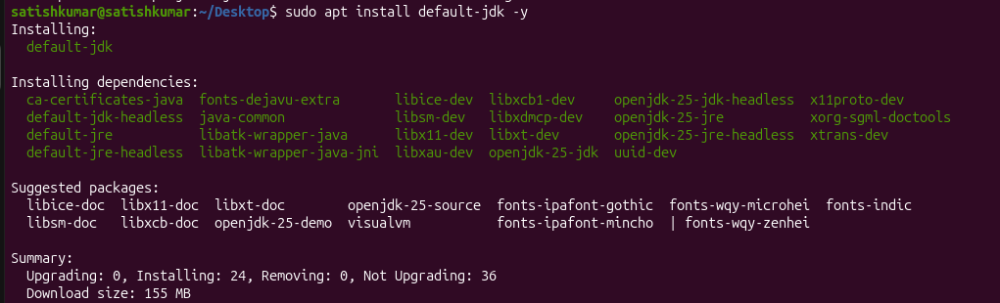 satishkumar@satishkumar:~/Desktop$ sudo apt install default-jdk -y
Installing:
  default-jdk

Installing dependencies:
  ca-certificates-java  fonts-dejavu-extra       libice-dev  libxcb1-dev     openjdk-25-jdk-headless  x11proto-dev
  default-jdk-headless  java-common              libsm-dev   libxdmcp-dev    openjdk-25-jre           xorg-sgml-doctools
  default-jre           libatk-wrapper-java      libx11-dev  libxt-dev       openjdk-25-jre-headless  xtrans-dev
  default-jre-headless  libatk-wrapper-java-jni  libxau-dev  openjdk-25-jdk  uuid-dev

Suggested packages:
  libice-doc  libx11-doc  libxt-doc        openjdk-25-source  fonts-ipafont-gothic  fonts-wqy-microhei  fonts-indic
  libsm-doc   libxcb-doc  openjdk-25-demo  visualvm           fonts-ipafont-mincho  | fonts-wqy-zenhei

Summary:
  Upgrading: 0, Installing: 24, Removing: 0, Not Upgrading: 36
  Download size: 155 MB